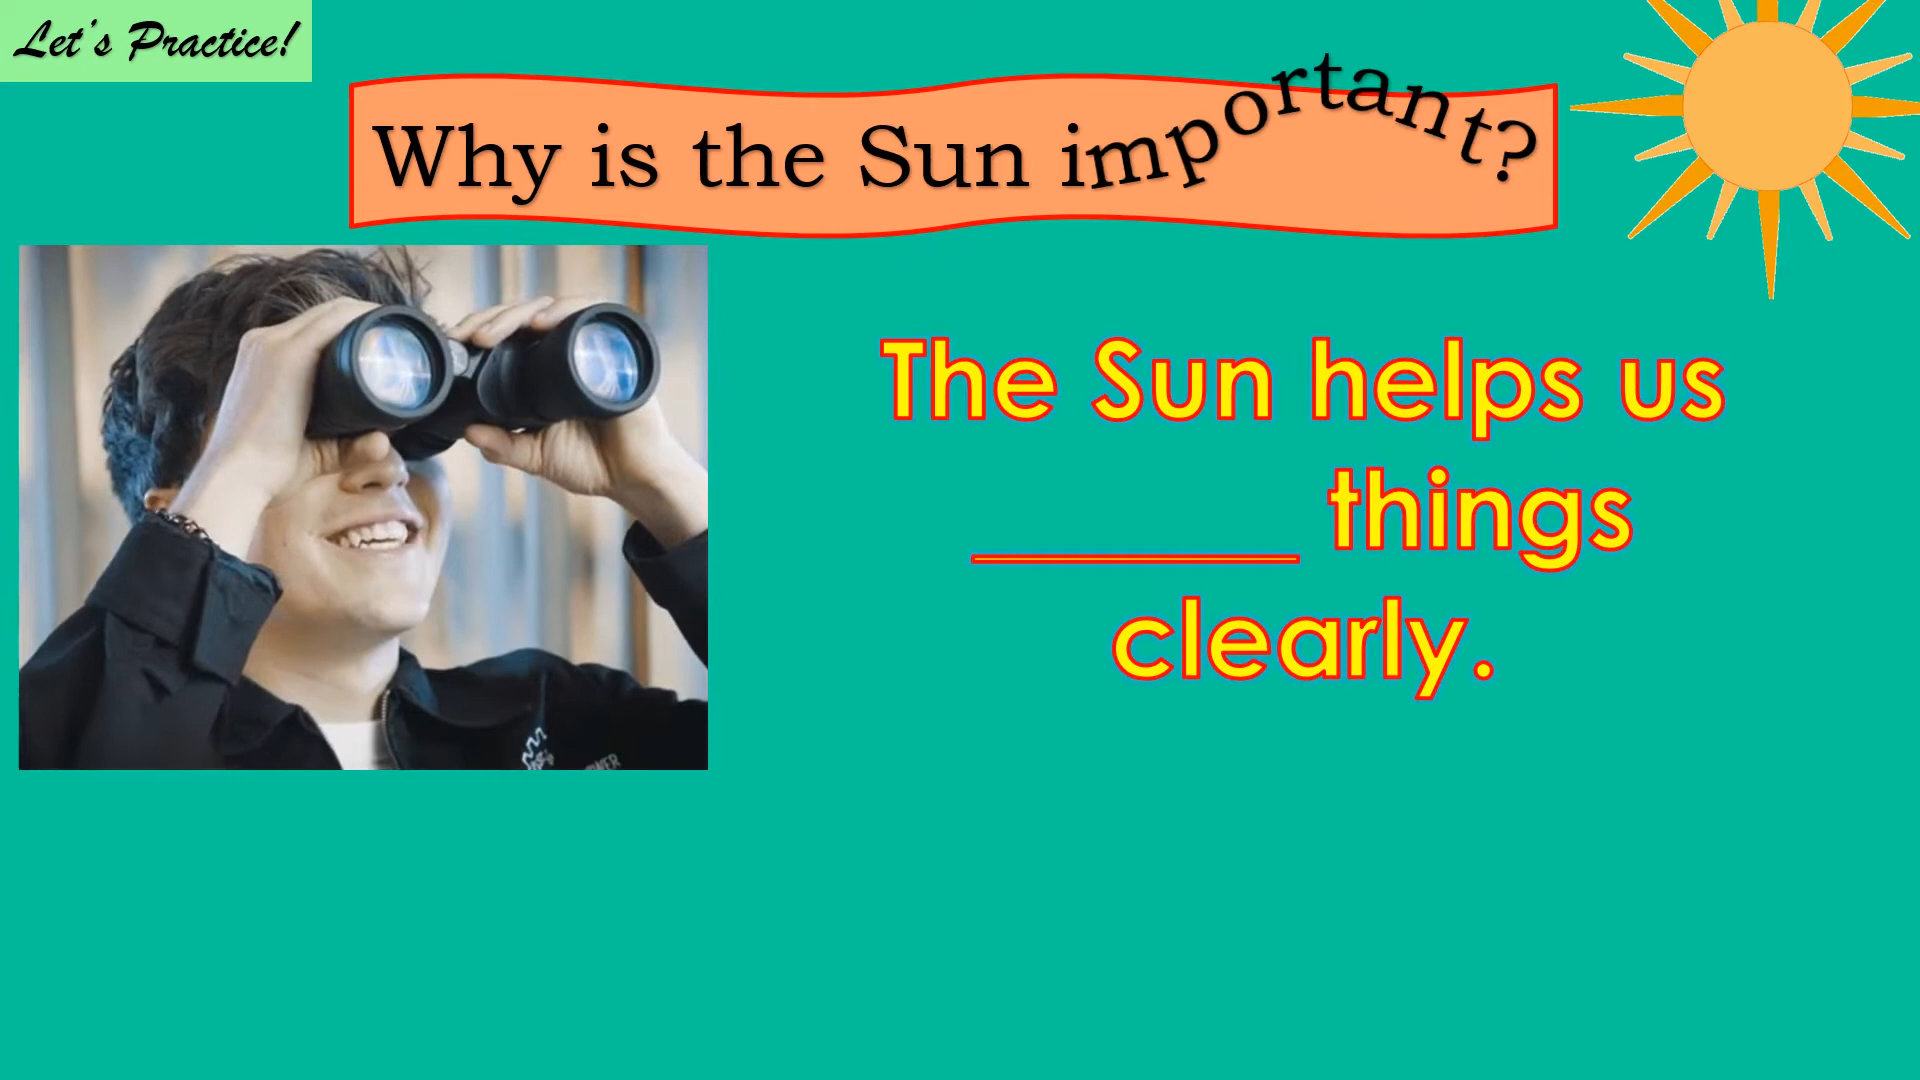 Let's Practice!
Why is the Sun important?
The Sun helps us
_______ things
clearly.